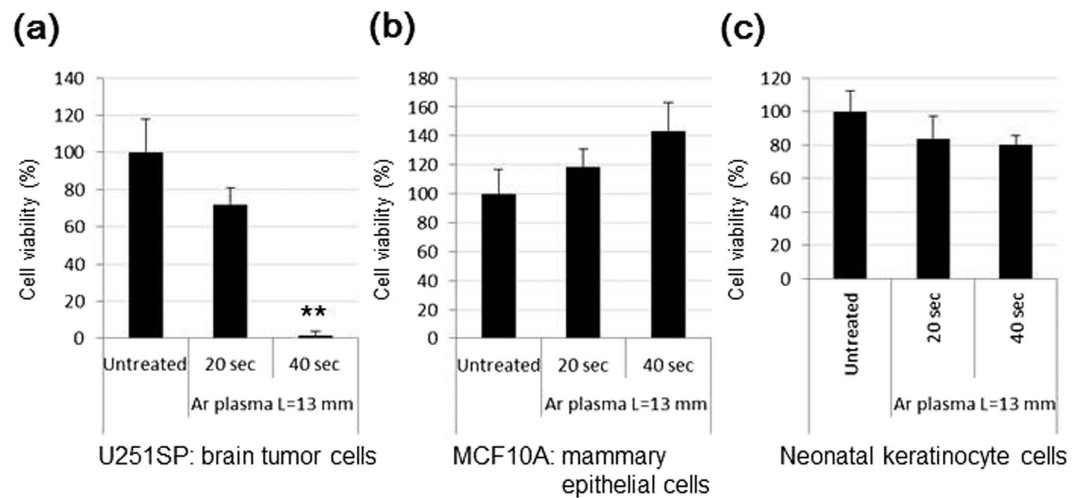 (a)
Cell viability (%)
140
120
100
80
60
40
20
0
**
Untreated
20 sec
40 sec
Ar plasma L=13 mm
U251SP: brain tumor cells
(b)
Cell viability (%)
180
160
140
120
100
80
60
40
20
0
Untreated
20 sec
40 sec
Ar plasma L=13 mm
MCF10A: mammary
epithelial cells
(c)
Cell viability (%)
120
100
80
60
40
20
0
Untreated
20 sec
40 sec
Ar plasma L=13 mm
Neonatal keratinocyte cells